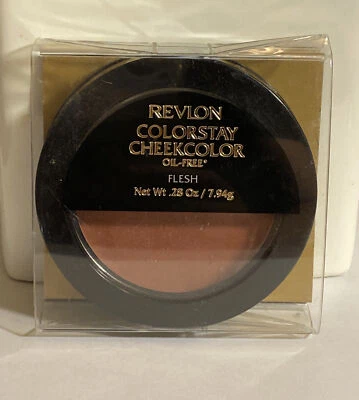 REVLON
COLORSTAY
CHEEKCOLOR
OIL-FREE®
FLESH
Net Wt .28 Oz / 7.94g